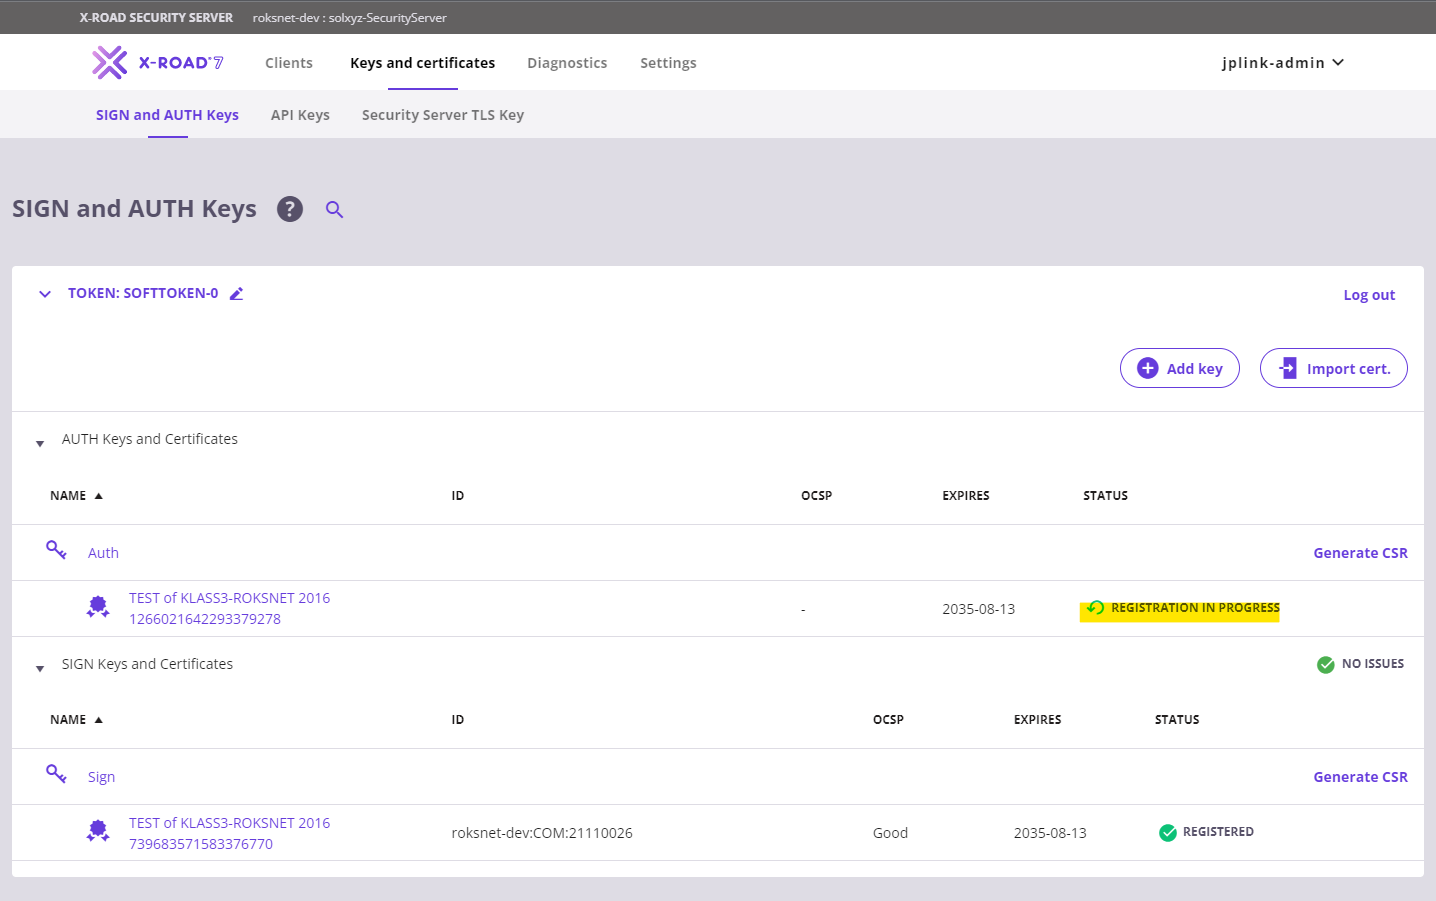 X-ROAD SECURITY SERVER roksnet-dev : solxyz-SecurityServer
X-ROAD® 7 Clients Keys and certificates Diagnostics Settings jplink-admin
SIGN and AUTH Keys API Keys Security Server TLS Key
SIGN and AUTH Keys ?
TOKEN: SOFTTOKEN-0 Log out
Add key Import cert.
AUTH Keys and Certificates
NAME ID OCSP EXPIRES STATUS
Auth Generate CSR
TEST of KLASS3-ROKSNET 2016
1266021642293379278 - 2035-08-13 REGISTRATION IN PROGRESS
SIGN Keys and Certificates NO ISSUES
NAME ID OCSP EXPIRES STATUS
Sign Generate CSR
TEST of KLASS3-ROKSNET 2016
739683571583376770 roksnet-dev:COM:21110026 Good 2035-08-13 REGISTERED